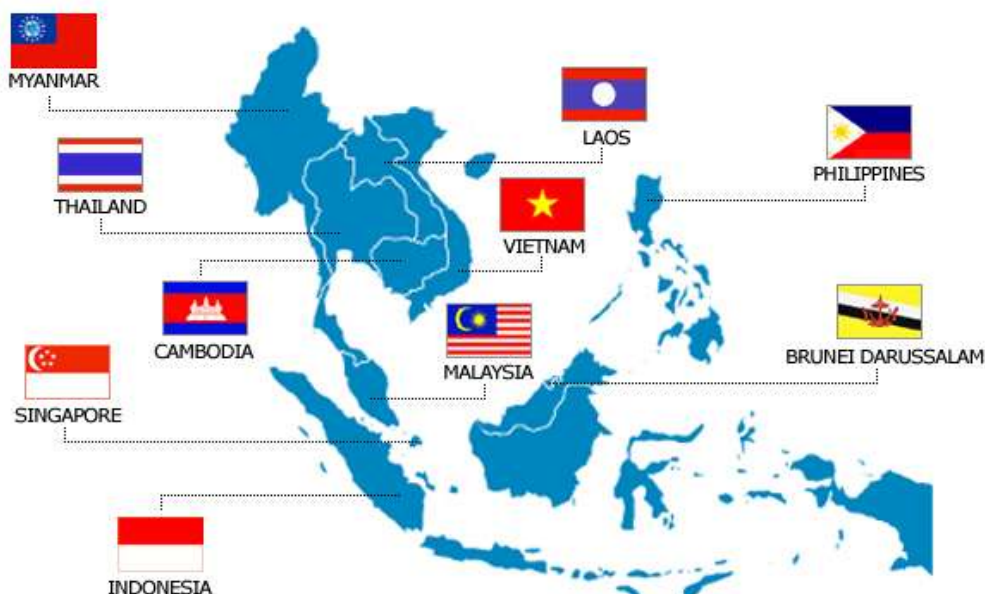 MYANMAR
LAOS
PHILIPPINES
THAILAND
VIETNAM
CAMBODIA
MALAYSIA
BRUNEI DARUSSALAM
SINGAPORE
INDONESIA